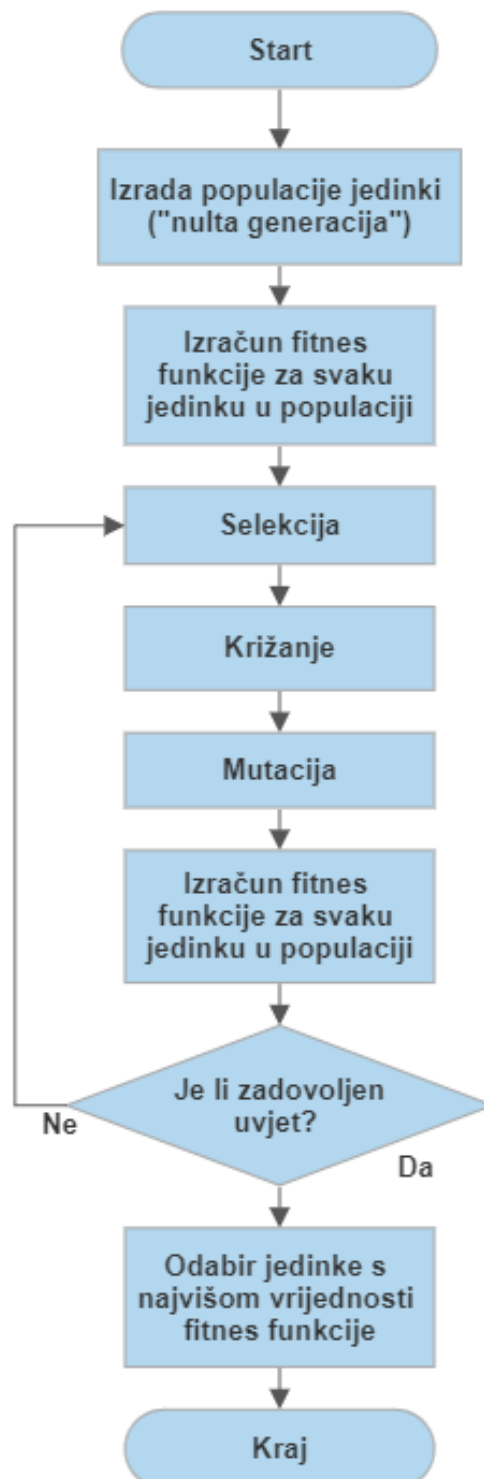 Start
Izrada populacije jedinki
("nulta generacija")
Izračun fitnes
funkcije za svaku
jedinku u populaciji
Selekcija
Križanje
Mutacija
Izračun fitnes
funkcije za svaku
jedinku u populaciji
Je li zadovoljen
uvjet?
Ne
Da
Odabir jedinke s
najvišom vrijednosti
fitnes funkcije
Kraj